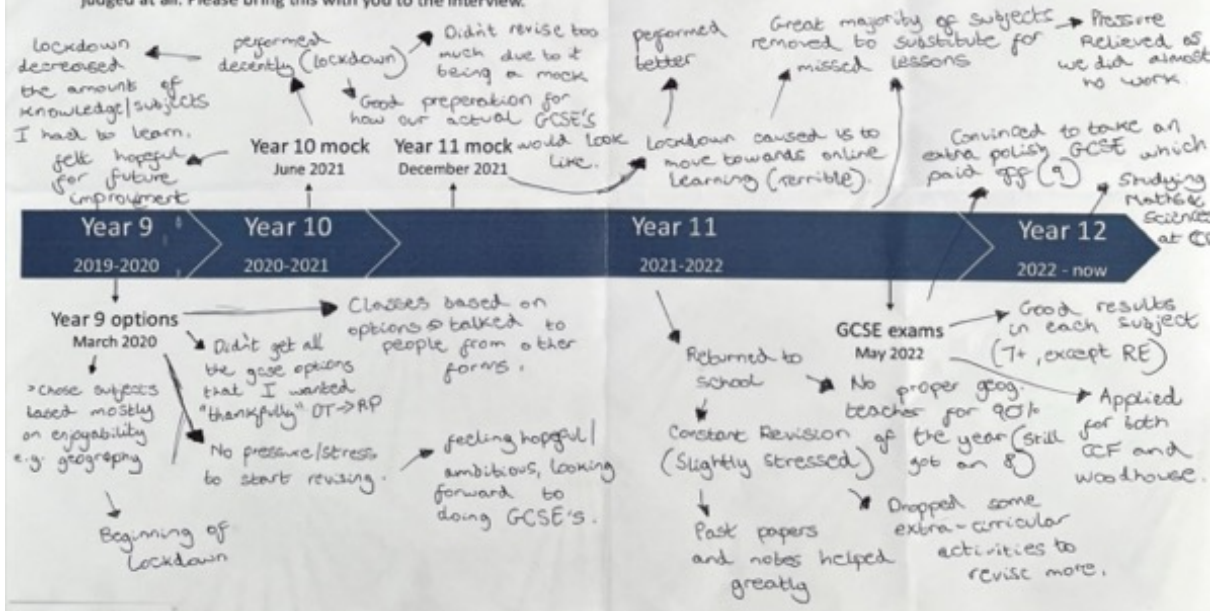 judged at all. Please bring this with you to the interview.
lockdown
decreased
the amount of
knowledge/subjects
I had to learn.
performed
decently (lockdown)
Didn't revise too
much due to it
being a mock
Good preparation for
how our actual GCSE's
would look
like.
felt hopeful
for future
improvment
Year 10 mock
June 2021
Year 11 mock
December 2021
performed
better
Great majority of subjects
removed to substitute for
missed lessons
Pressure
Relieved as
we did almost
no work.
Lockdown caused is to
move towards online
learning (terrible).
Convinced to take an
extra polish GCSE which
paid off (9)
Studying
Maths &
Sciences
at
Year 9
2019-2020
Year 10
2020-2021
Year 11
2021-2022
Year 12
2022 - now
Year 9 options
March 2020
Chose subjects
based mostly
on enjoyability
e.g. geography
Beginning of
Lockdown
Didn't get all
the gcse options
that I wanted
"thankfully" DT->RP
No pressure/stress
to start revising.
Classes based on
options & talked to
people from other
forms.
feeling hopeful/
ambitious, looking
forward to
doing GCSE's.
Returned to
school
Constant Revision
(Slightly stressed)
Past papers
and notes helped
greatly
No proper geog.
teacher for 90%
of the year (still
got an 8)
Dropped some
extra-cirricular
activities to
revise more.
GCSE exams
May 2022
Good results
in each subject
(7+, except RE)
Applied
for both
CCF and
woodhouse.